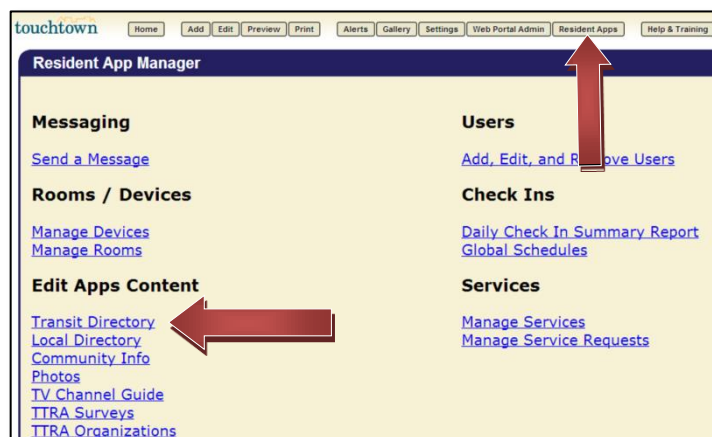 touchtown Home Add Edit Preview Print Alerts Gallery Settings Web Portal Admin Resident Apps Help & Training
Resident App Manager
Messaging
Send a Message
Rooms / Devices
Manage Devices
Manage Rooms
Edit Apps Content
Transit Directory
Local Directory
Community Info
Photos
TV Channel Guide
TTRA Surveys
TTRA Organizations
Users
Add, Edit, and Users
Check Ins
Daily Check In Summary Report
Global Schedules
Services
Manage Services
Manage Service Requests